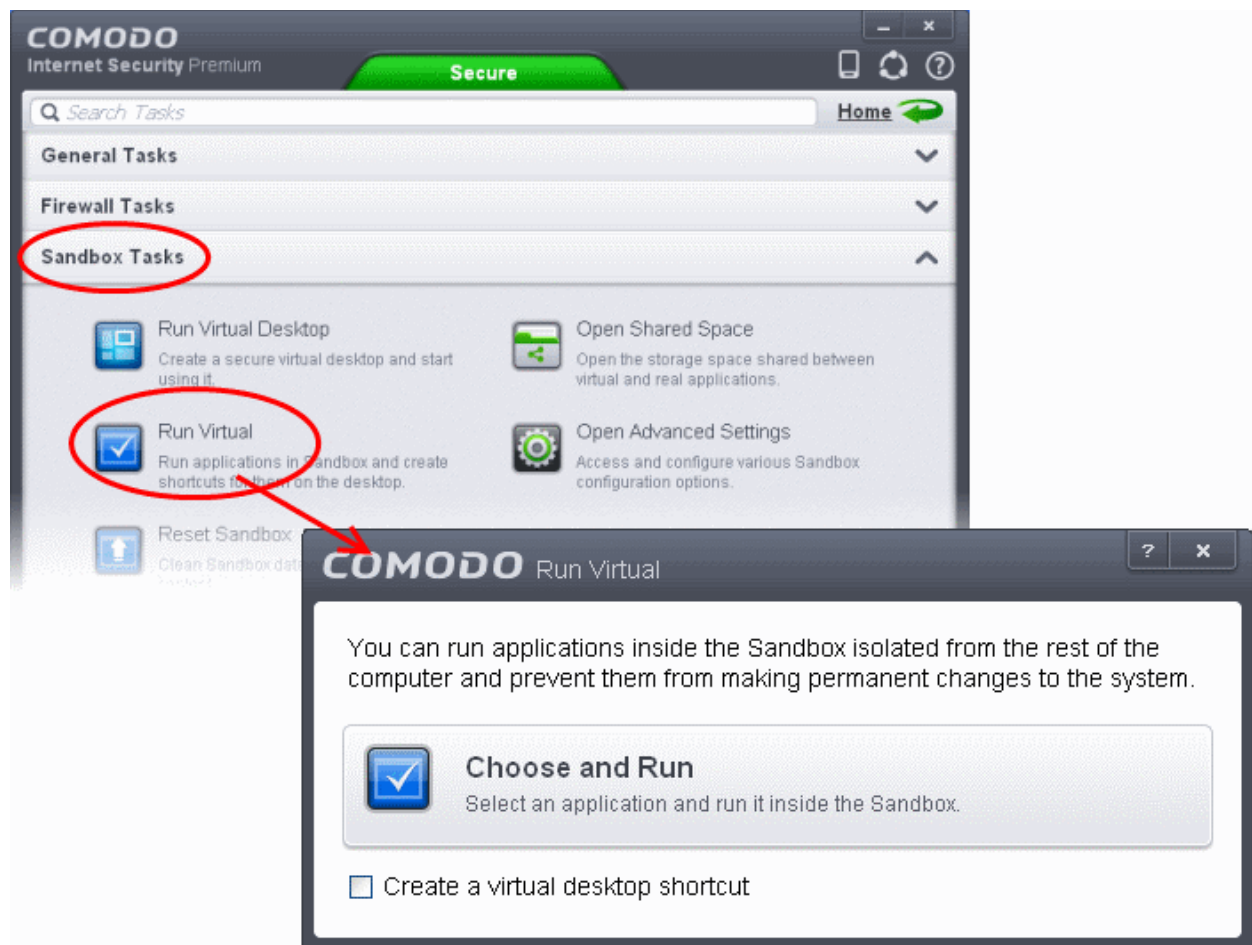 COMODO
Internet Security Premium
Secure
Search Tasks
Home
General Tasks
Firewall Tasks
Sandbox Tasks
Run Virtual Desktop
Create a secure virtual desktop and start
using it.
Open Shared Space
Open the storage space shared between
virtual and real applications.
Run Virtual
Run applications in Sandbox and create
shortcuts for them on the desktop.
Open Advanced Settings
Access and configure various Sandbox
configuration options.
Reset Sandbox
Clean Sandbox
COMODO Run Virtual
?
You can run applications inside the Sandbox isolated from the rest of the
computer and prevent them from making permanent changes to the system.
Choose and Run
Select an application and run it inside the Sandbox.
Create a virtual desktop shortcut